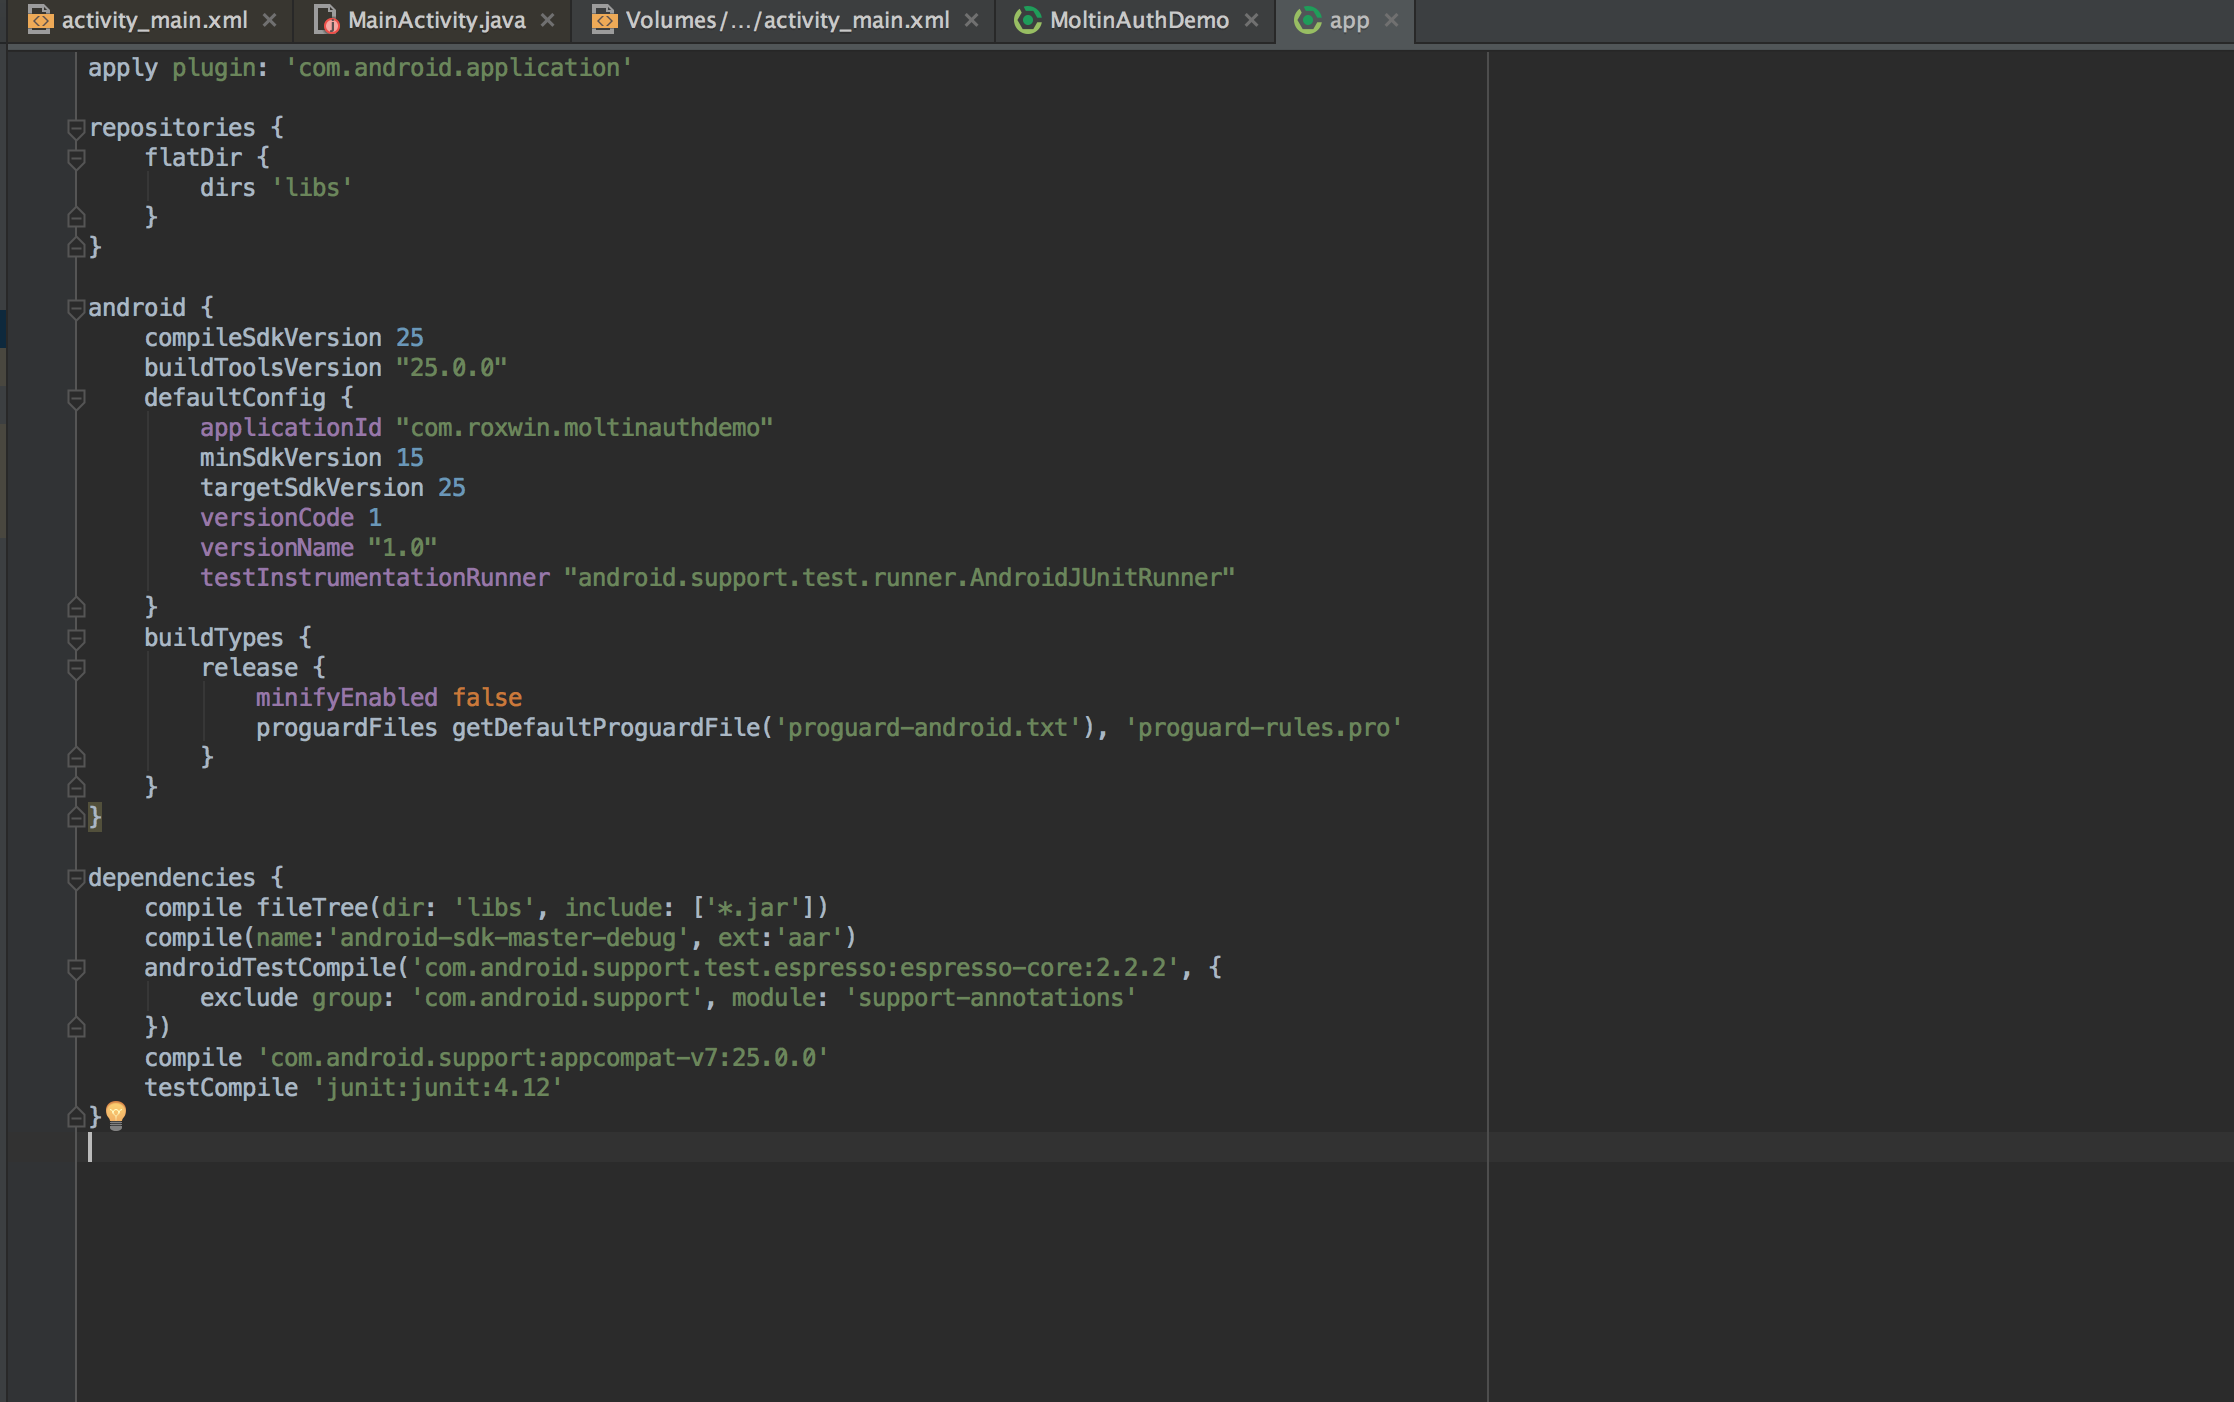 activity_main.xml MainActivity.java Volumes/.../activity_main.xml MoltinAuthDemo app
apply plugin: 'com.android.application'
repositories {
    flatDir {
        dirs 'libs'
    }
}
android {
    compileSdkVersion 25
    buildToolsVersion "25.0.0"
    defaultConfig {
        applicationId "com.roxwin.moltinauthdemo"
        minSdkVersion 15
        targetSdkVersion 25
        versionCode 1
        versionName "1.0"
        testInstrumentationRunner "android.support.test.runner.AndroidJUnitRunner"
    }
    buildTypes {
        release {
            minifyEnabled false
            proguardFiles getDefaultProguardFile('proguard-android.txt'), 'proguard-rules.pro'
        }
    }
}
dependencies {
    compile fileTree(dir: 'libs', include: ['*.jar'])
    compile(name:'android-sdk-master-debug', ext:'aar')
    androidTestCompile('com.android.support.test.espresso:espresso-core:2.2.2', {
        exclude group: 'com.android.support', module: 'support-annotations'
    })
    compile 'com.android.support:appcompat-v7:25.0.0'
    testCompile 'junit:junit:4.12'
}